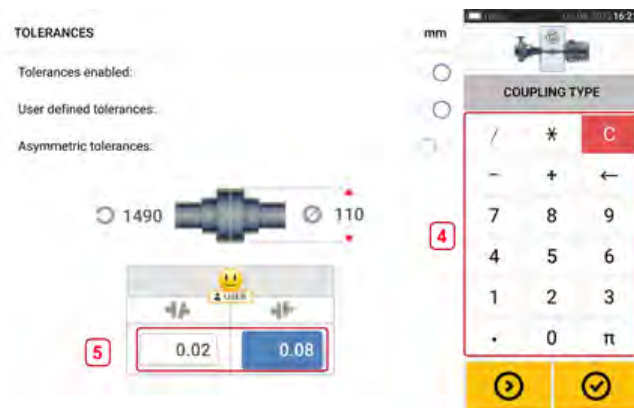 TOLERANCES
mm
Tolerances enabled:
User defined tolerances:
Asymmetric tolerances:
1490
110
USER
5
0.02 0.08
16:2
COUPLING TYPE
4
/ * C
- + ←
7 8 9
4 5 6
1 2 3
. 0 π